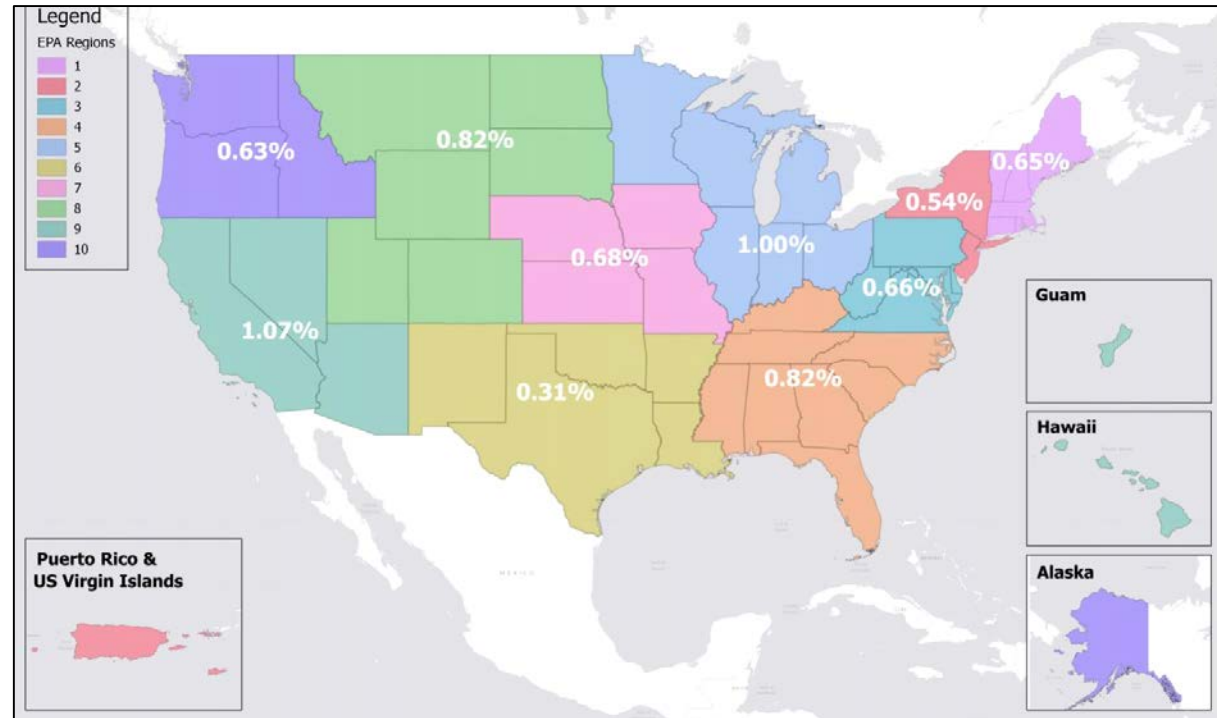 Legend
EPA Regions
1
2
3
4
5
6
7
8
9
10
0.63%
0.82%
0.65%
0.54%
0.68%
1.00%
0.66%
1.07%
0.31%
0.82%
Guam
Hawaii
Puerto Rico &
US Virgin Islands
Alaska
MEXICO